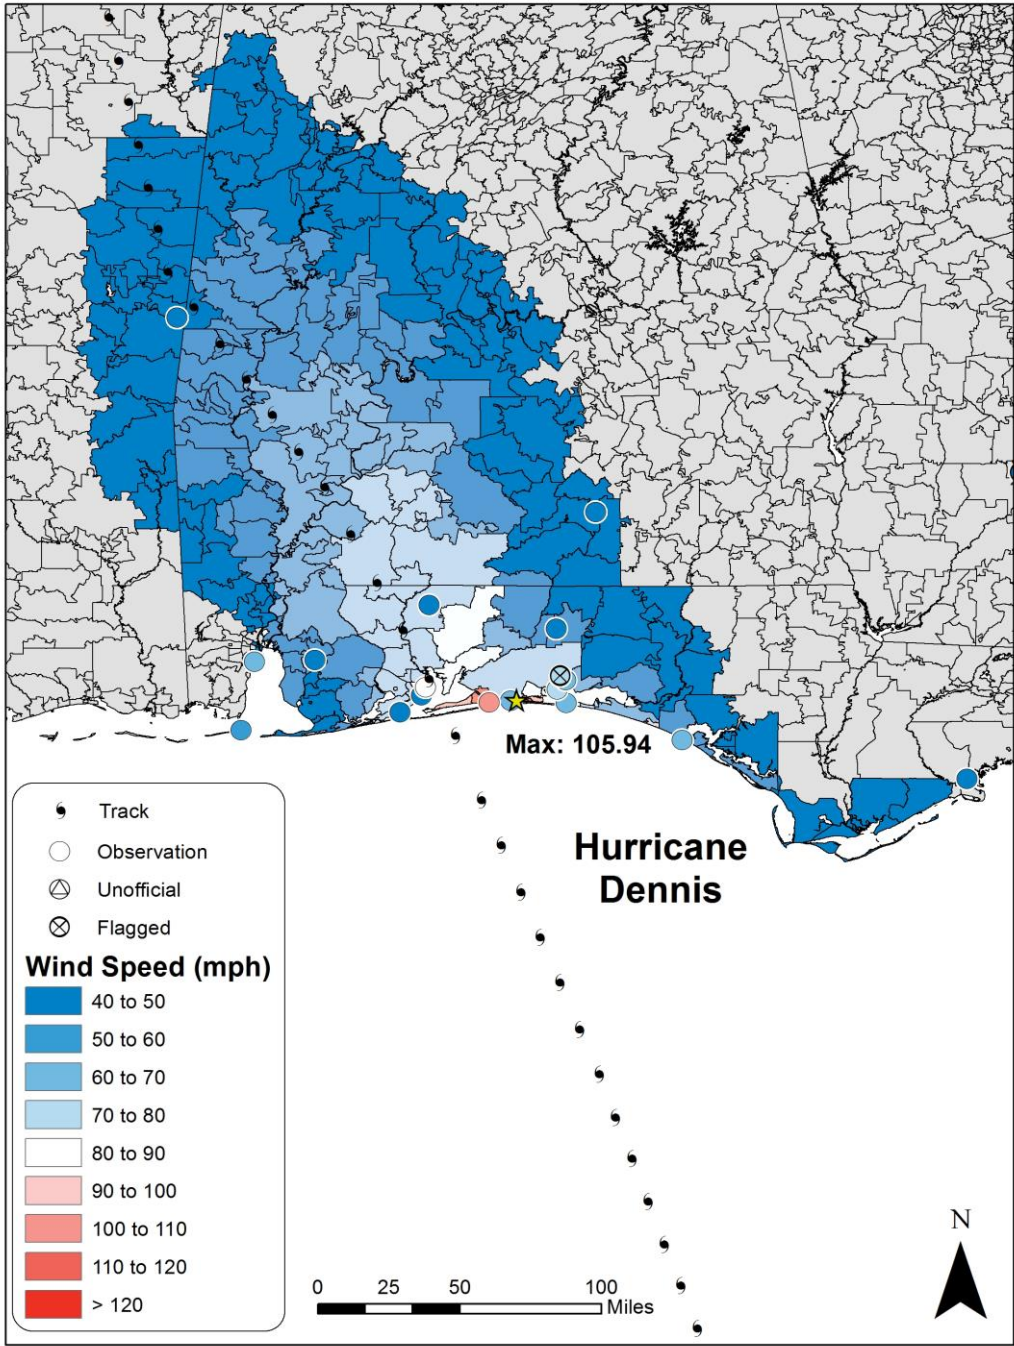 Max: 105.94
Hurricane
Dennis
Track
Observation
Unofficial
Flagged
Wind Speed (mph)
40 to 50
50 to 60
60 to 70
70 to 80
80 to 90
90 to 100
100 to 110
110 to 120
> 120
0 25 50 100
Miles
N